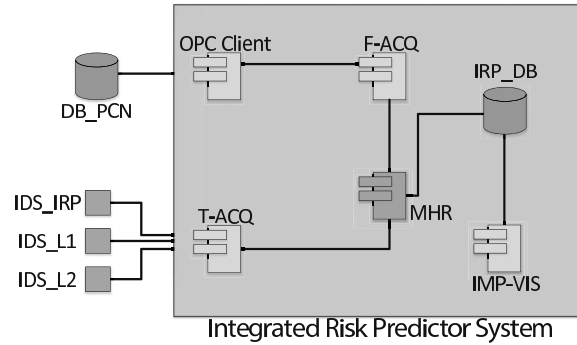 OPC Client
F-ACQ
IRP_DB
DB_PCN
IDS_IRP
T-ACQ
MHR
IDS_L1
IDS_L2
IMP-VIS
Integrated Risk Predictor System